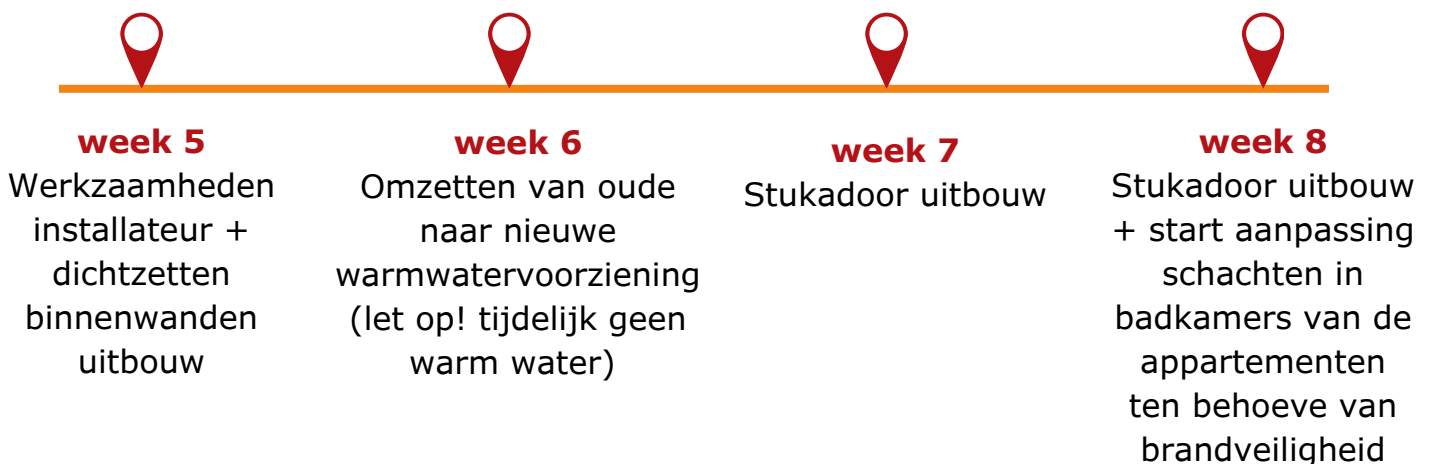 week 5
Werkzaamheden
installateur +
dichtzetten
binnenwanden
uitbouw
week 6
Omzetten van oude
naar nieuwe
warmwatervoorziening
(let op! tijdelijk geen
warm water)
week 7
Stukadoor uitbouw
week 8
Stukadoor uitbouw
+ start aanpassing
schachten in
badkamers van de
appartementen
ten behoeve van
brandveiligheid